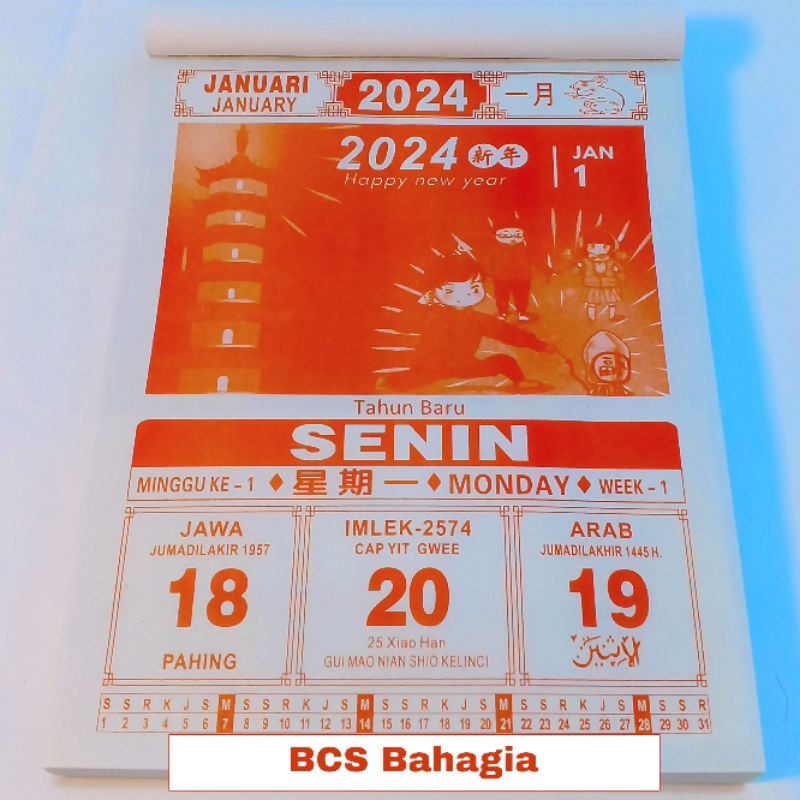 JANUARI
JANUARY
2024
一月
2024 新年
Happy new year
JAN
1
Tahun Baru
SENIN
MINGGU KE - 1 ♦ 星期一 ♦ MONDAY ♦ WEEK - 1
JAWA
JUMADILAKIR 1957
18
PAHING
IMLEK-2574
CAP YIT GWEE
20
25 Xiao Han
GUI MAO NIAN SHIO KELINCI
ARAB
JUMADILAKHIR 1445 H.
19
الإثنين
S S R K J S M S S R K J S M S S R K J S M S S R K J S M S S R
1 2 3 4 5 6 7 8 9 10 11 12 13 14 15 16 17 18 19 20 21 22 23 24 25 26 27 28 29 30 31
BCS Bahagia